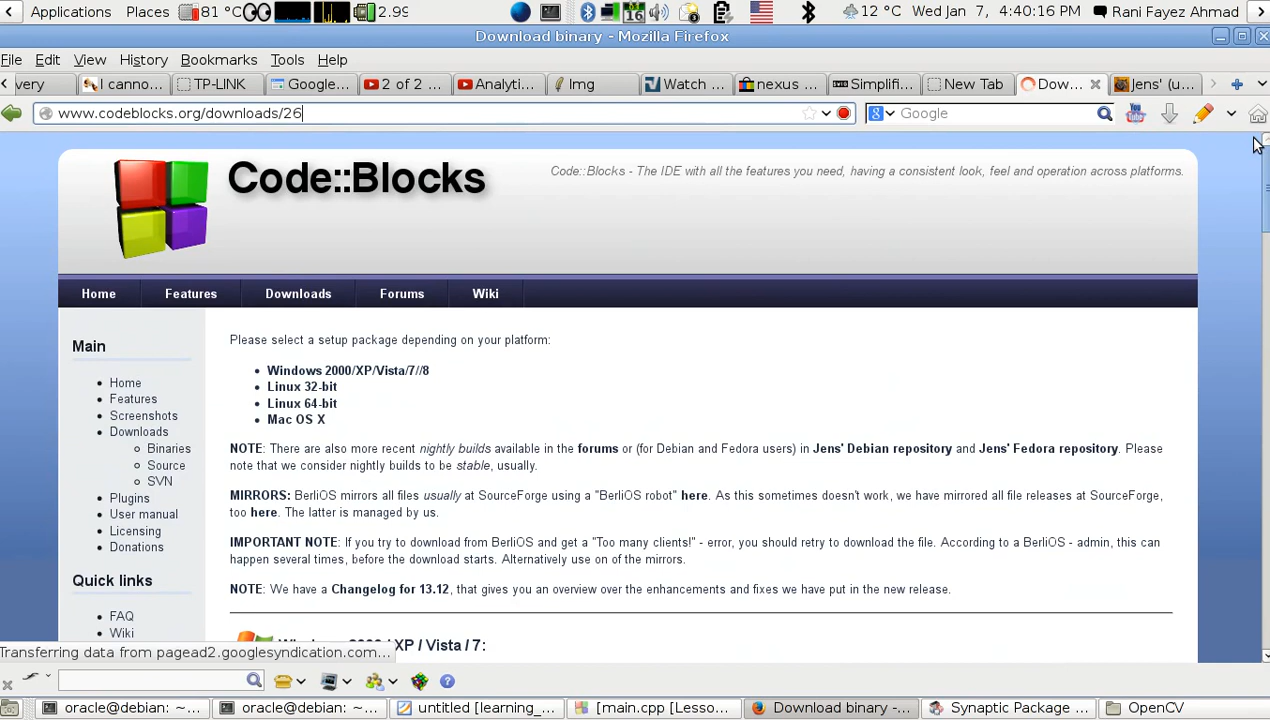 Applications Places 81 °C 2.99 16 12 °C Wed Jan 7, 4:40:16 PM Rani Fayez Ahmad
Download binary - Mozilla Firefox
File Edit View History Bookmarks Tools Help
very I canno... TP-LINK Google... 2 of 2 ... Analyti... Img Watch ... nexus ... Simplifi... New Tab Dow... Jens' (u...
www.codeblocks.org/downloads/26 Google
Code::Blocks
Code::Blocks - The IDE with all the features you need, having a consistent look, feel and operation across platforms.
Home Features Downloads Forums Wiki
Main
Home
Features
Screenshots
Downloads
Binaries
Source
SVN
Plugins
User manual
Licensing
Donations
Quick links
FAQ
Wiki
Please select a setup package depending on your platform:
Windows 2000/XP/Vista/7//8
Linux 32-bit
Linux 64-bit
Mac OS X
NOTE: There are also more recent nightly builds available in the forums or (for Debian and Fedora users) in Jens' Debian repository and Jens' Fedora repository. Please
note that we consider nightly builds to be stable, usually.
MIRRORS: BerliOS mirrors all files usually at SourceForge using a "BerliOS robot" here. As this sometimes doesn't work, we have mirrored all file releases at SourceForge,
too here. The latter is managed by us.
IMPORTANT NOTE: If you try to download from BerliOS and get a "Too many clients!" - error, you should retry to download the file. According to a BerliOS - admin, this can
happen several times, before the download starts. Alternatively use on of the mirrors.
NOTE: We have a Changelog for 13.12, that gives you an overview over the enhancements and fixes we have put in the new release.
XP / Vista / 7:
Transferring data from pagead2.googlesyndication.com...
oracle@debian: ~... oracle@debian: ~... untitled [learning_... [main.cpp [Lesso... Download binary -... Synaptic Package ... OpenCV